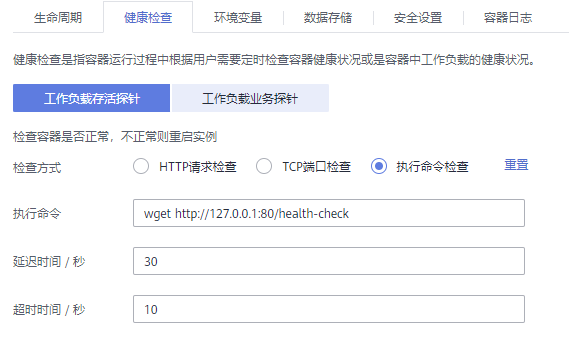 生命周期 健康检查 环境变量 数据存储 安全设置 容器日志
健康检查是指容器运行过程中根据用户需要定时检查容器健康状况或是容器中工作负载的健康状况。
工作负载存活探针 工作负载业务探针
检查容器是否正常，不正常则重启实例
检查方式 HTTP请求检查 TCP端口检查 执行命令检查 重置
执行命令 wget http://127.0.0.1:80/health-check
延迟时间 / 秒 30
超时时间 / 秒 10